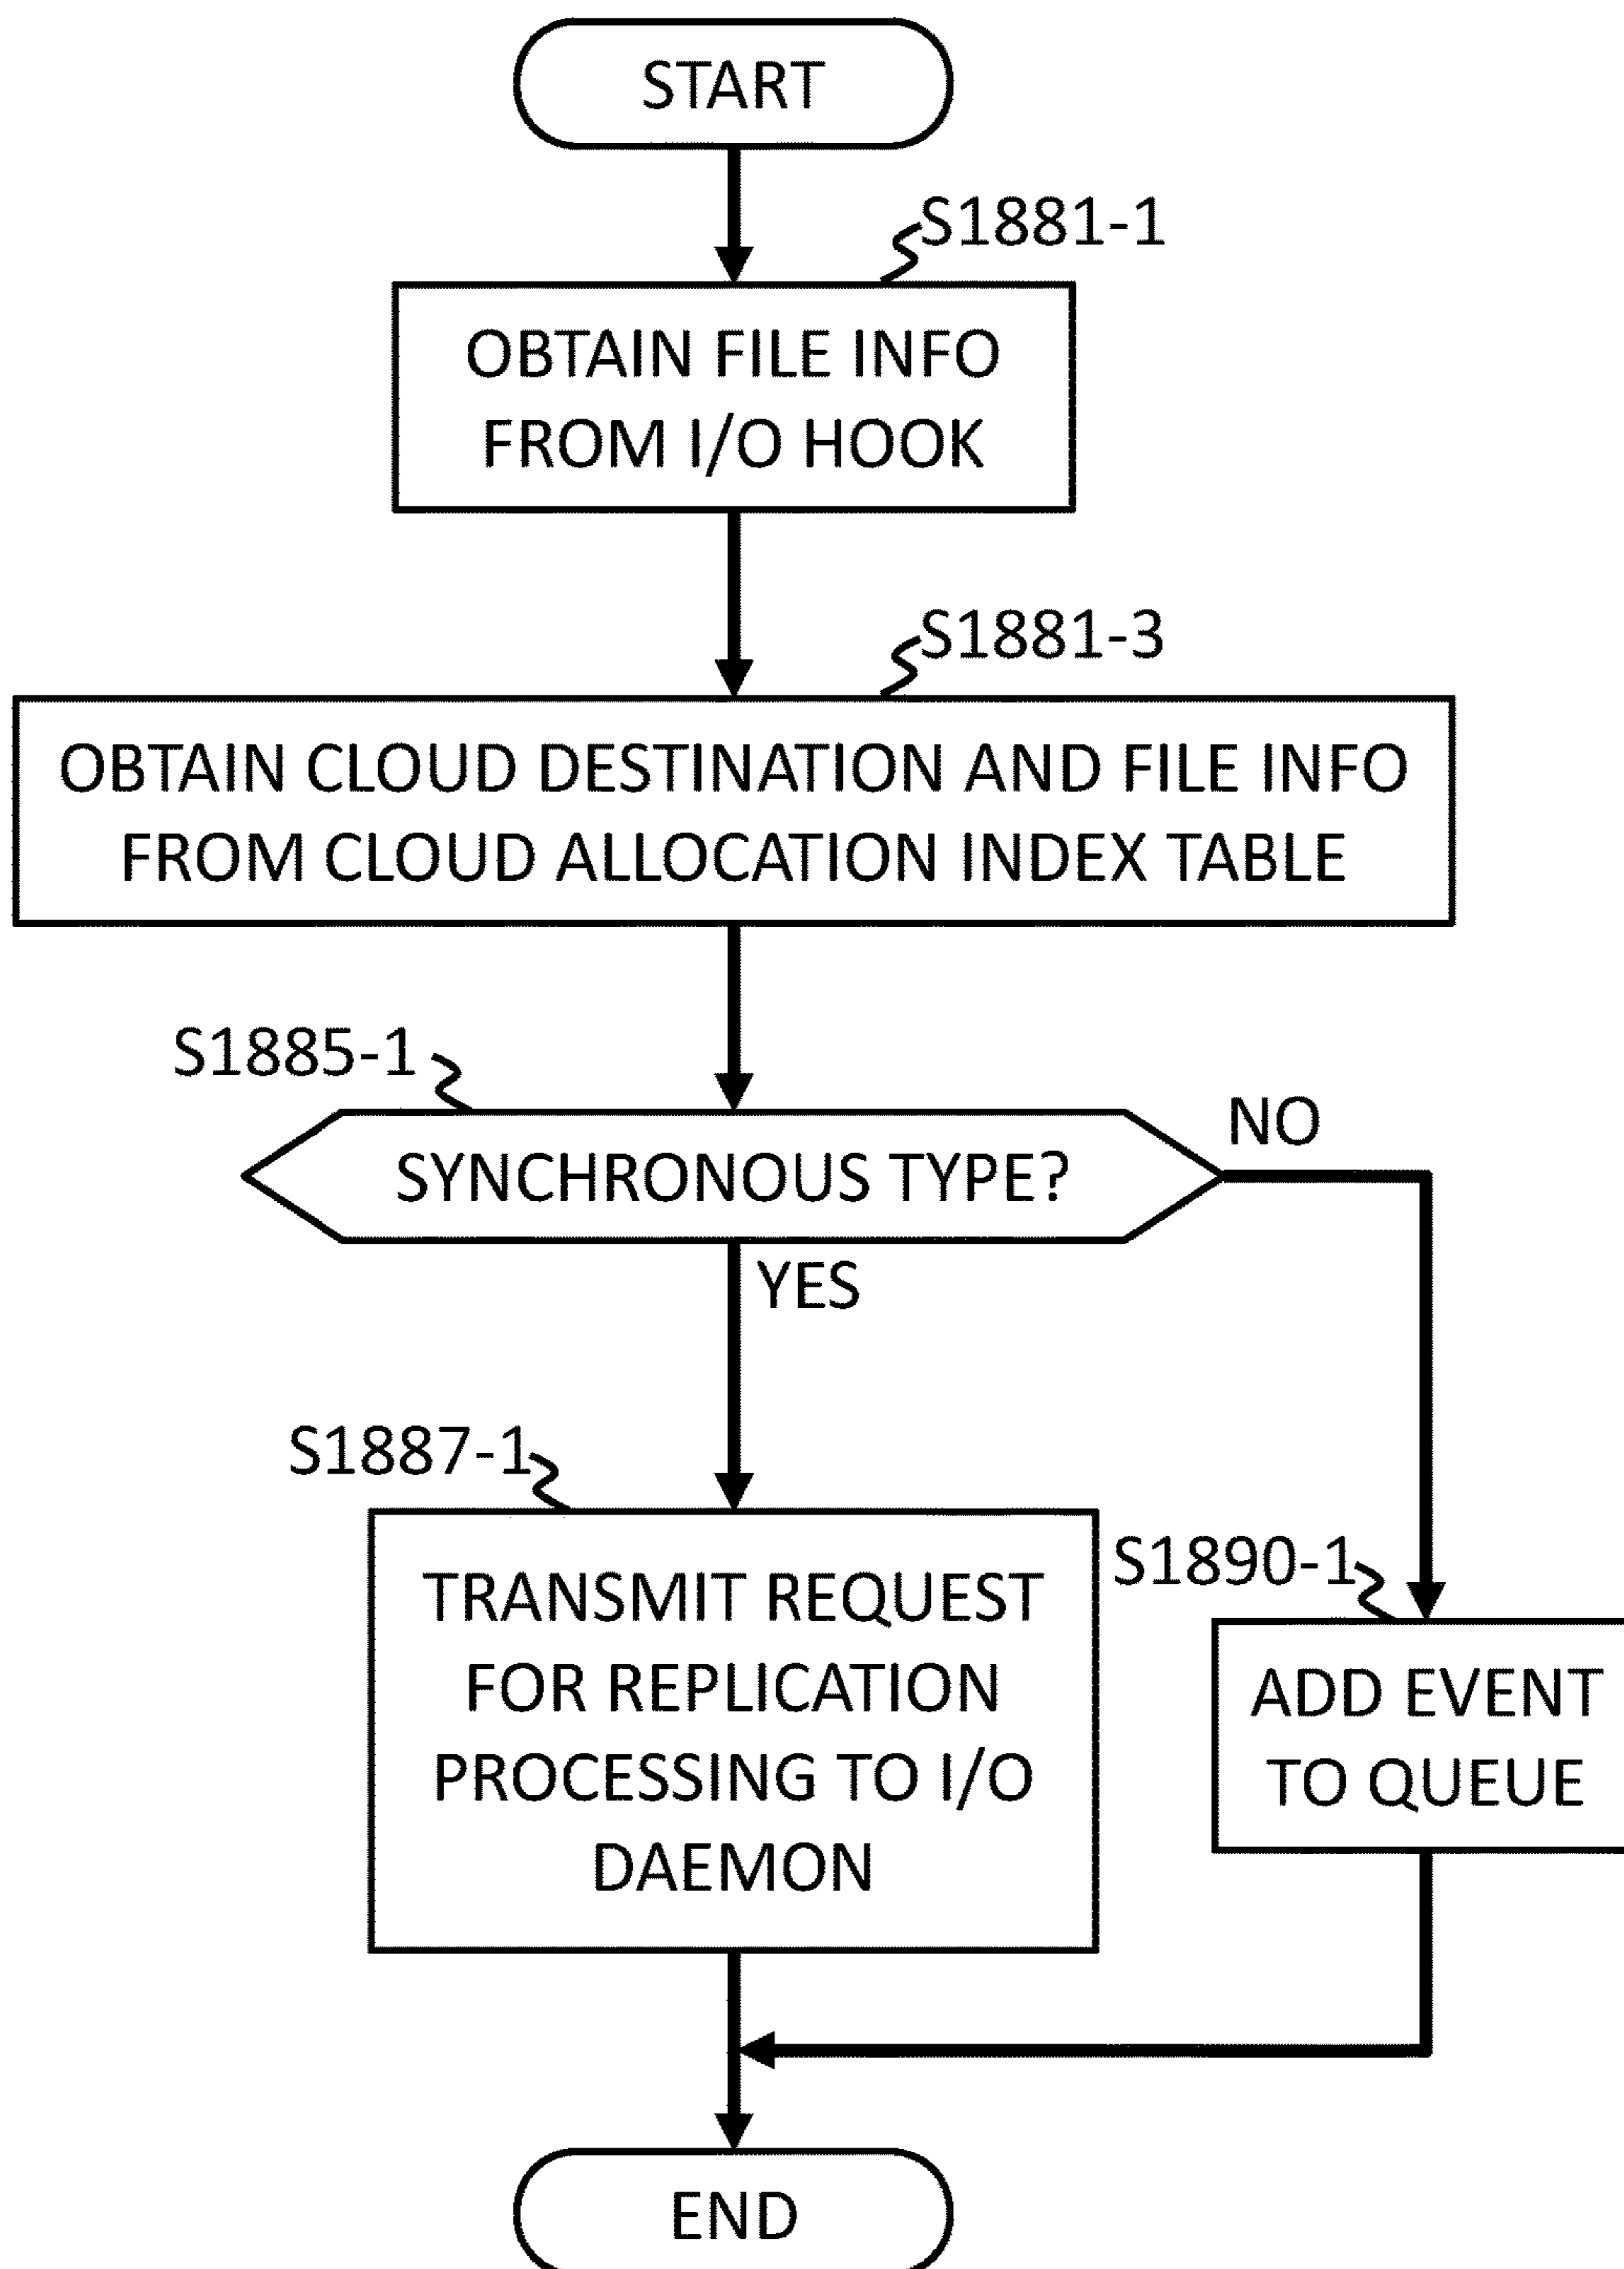 START
S1881-1
OBTAIN FILE INFO
FROM I/O HOOK
S1881-3
OBTAIN CLOUD DESTINATION AND FILE INFO
FROM CLOUD ALLOCATION INDEX TABLE
S1885-1
SYNCHRONOUS TYPE?
NO
YES
S1887-1
TRANSMIT REQUEST
FOR REPLICATION
PROCESSING TO I/O
DAEMON
S1890-1
ADD EVENT
TO QUEUE
END